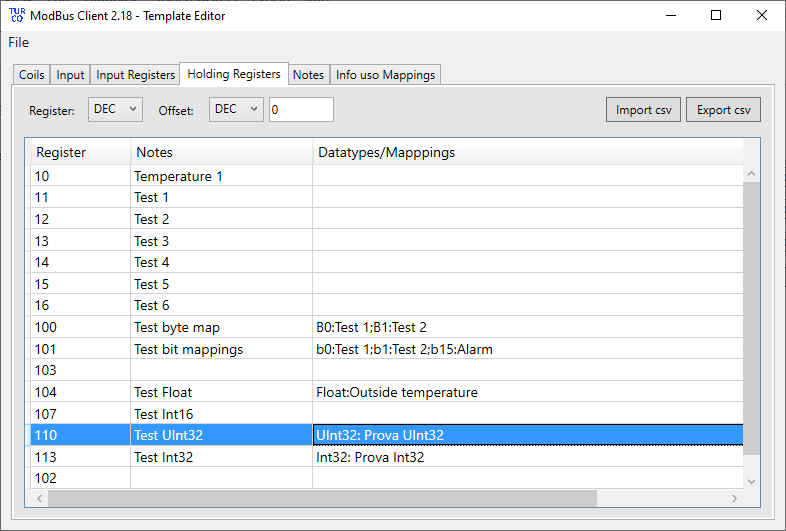 TUR
CO
ModBus Client 2.18 - Template Editor
File
Coils Input Input Registers Holding Registers Notes Info uso Mappings
Register: DEC Offset: DEC 0 Import csv Export csv
Register Notes Datatypes/Mapppings
10 Temperature 1
11 Test 1
12 Test 2
13 Test 3
14 Test 4
15 Test 5
16 Test 6
100 Test byte map B0:Test 1;B1:Test 2
101 Test bit mappings b0:Test 1;b1:Test 2;b15:Alarm
103
104 Test Float Float:Outside temperature
107 Test Int16
110 Test UInt32 UInt32: Prova UInt32
113 Test Int32 Int32: Prova Int32
102